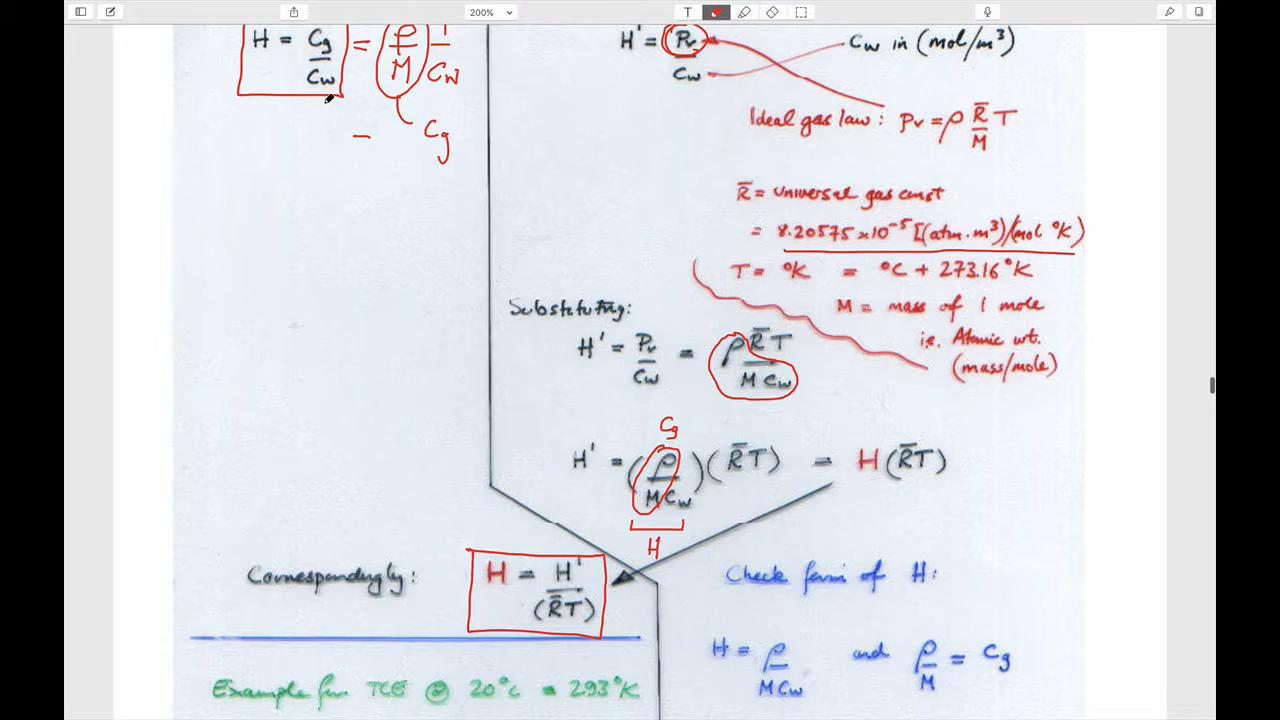 200%
H = Cg/Cw = (ρ/M) 1/Cw
- Cg
H' = Pv/Cw
Cw in (mol/m³)
Ideal gas law: Pv = ρ R̄/M T
R̄ = universal gas const
= 8.20575 x10⁻⁵ [(atm.m³)/(mol °K)
T = °K = °C + 273.16°K
M = mass of 1 mole
i.e. Atomic wt.
(mass/mole)
Substituting:
H' = Pv/Cw = ρ R̄T/M Cw
Cg
H' = (ρ/M Cw)(R̄T) = H(R̄T)
H
Correspondingly: H = H'/(R̄T)
Check form of H:
H = ρ/M Cw and ρ/M = Cg
Example for TCE @ 20°C = 293°K